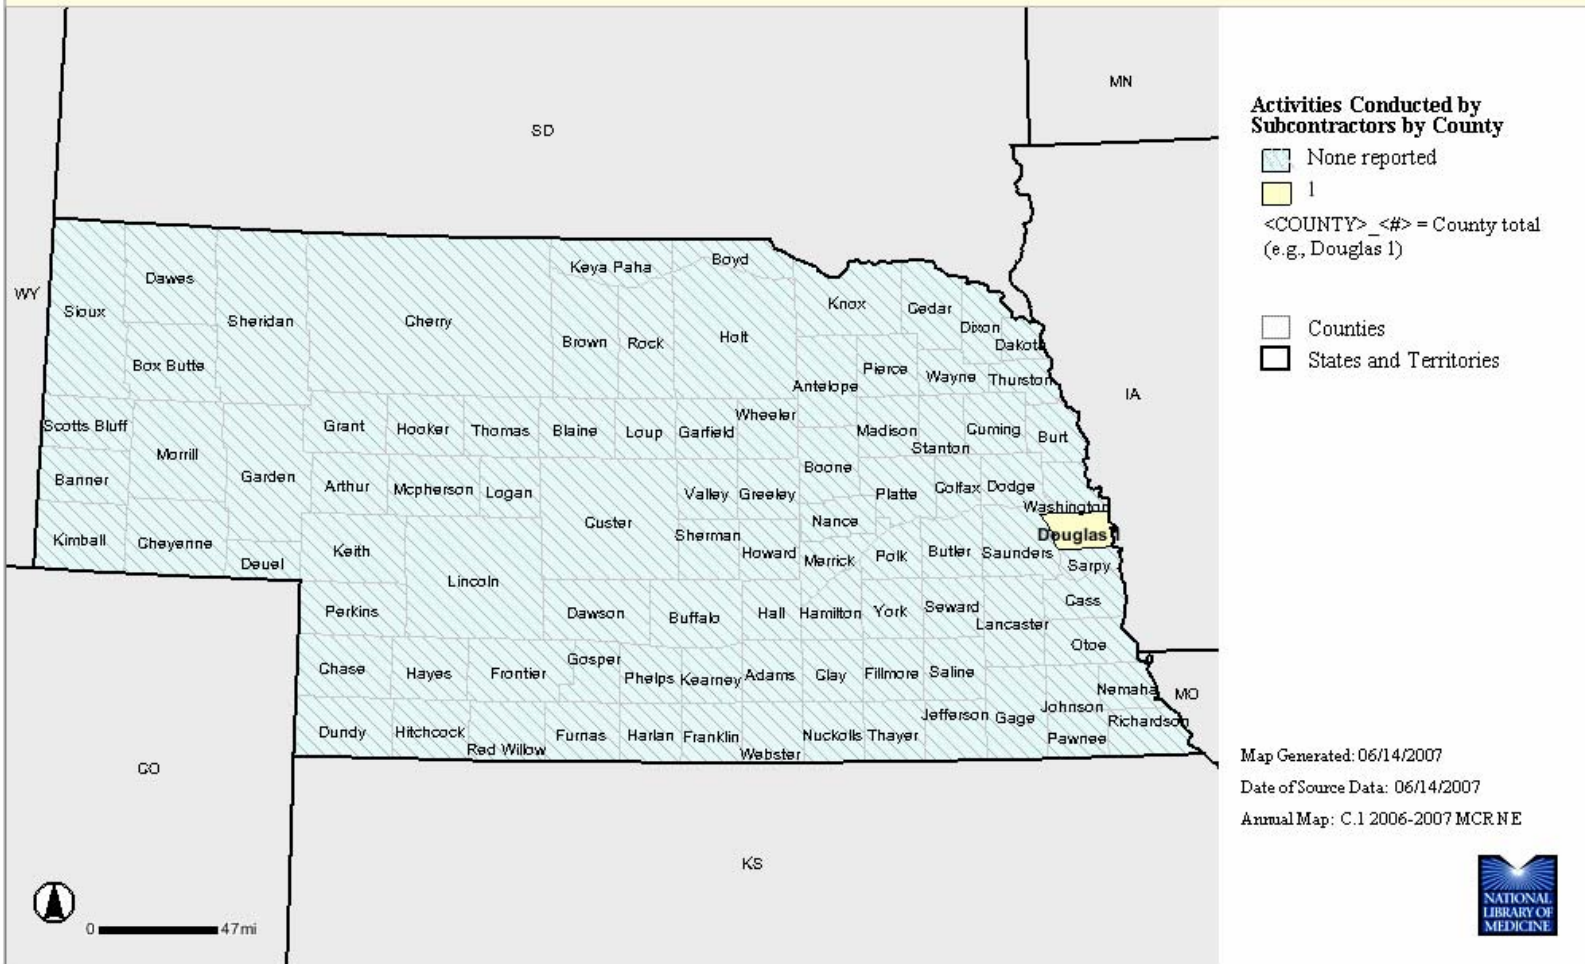 MN
SD
WY
IA
MO
CO
KS
Keya Paha
Boyd
Dawes
Sioux
Sheridan
Cherry
Knox
Cedar
Dixon
Brown
Rock
Holt
Dakota
Box Butte
Pierce
Wayne
Thurston
Antelope
Scotts Bluff
Grant
Hooker
Thomas
Blaine
Loup
Garfield
Wheeler
Madison
Stanton
Cuming
Burt
Morrill
Boone
Banner
Garden
Arthur
Mcpherson
Logan
Valley
Greeley
Platte
Colfax
Dodge
Washington
Custer
Nance
Kimball
Cheyenne
Sherman
Douglas 1
Keith
Howard
Merrick
Polk
Butler
Saunders
Deuel
Sarpy
Lincoln
Perkins
Dawson
Buffalo
Hall
Hamilton
York
Seward
Cass
Lancaster
Otoe
Chase
Hayes
Frontier
Gosper
Phelps
Kearney
Adams
Clay
Fillmore
Saline
Nemaha
Johnson
Dundy
Hitchcock
Red Willow
Furnas
Harlan
Franklin
Webster
Nuckolls
Thayer
Jefferson
Gage
Pawnee
Richardson
0 47mi
Activities Conducted by
Subcontractors by County
None reported
1
<COUNTY>_<#> = County total
(e.g., Douglas 1)
Counties
States and Territories
Map Generated: 06/14/2007
Date of Source Data: 06/14/2007
Annual Map: C.1 2006-2007 MCR NE
NATIONAL
LIBRARY OF
MEDICINE